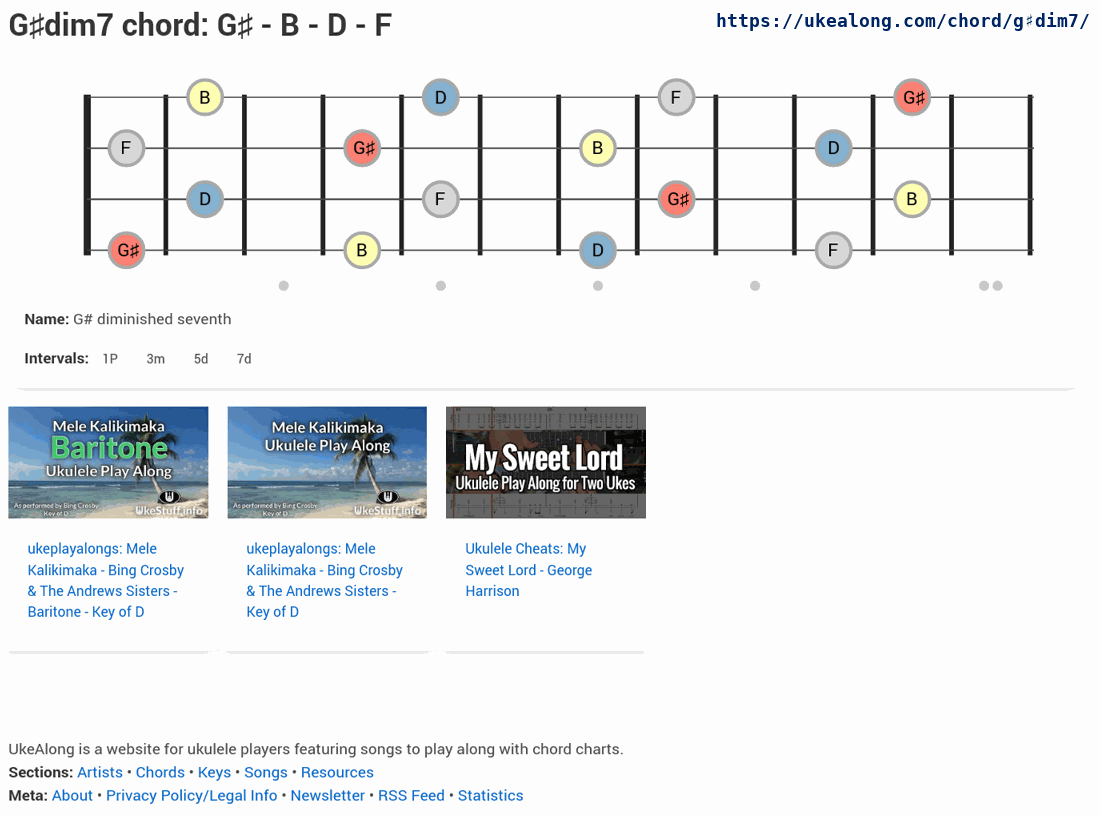 G♯dim7 chord: G♯ - B - D - F
https://ukealong.com/chord/g♯dim7/
B D F G♯
F G♯ B D
D F G♯ B
G♯ B D F
Name: G# diminished seventh
Intervals: 1P 3m 5d 7d
Mele Kalikimaka
Baritone
Ukulele Play Along
As performed by Bing Crosby
Key of D
UkeStuff.info
Mele Kalikimaka
Ukulele Play Along
As performed by Bing Crosby
Key of D
UkeStuff.info
My Sweet Lord
Ukulele Play Along for Two Ukes
ukeplayalongs: Mele
Kalikimaka - Bing Crosby
& The Andrews Sisters -
Baritone - Key of D
ukeplayalongs: Mele
Kalikimaka - Bing Crosby
& The Andrews Sisters -
Key of D
Ukulele Cheats: My
Sweet Lord - George
Harrison
UkeAlong is a website for ukulele players featuring songs to play along with chord charts.
Sections: Artists • Chords • Keys • Songs • Resources
Meta: About • Privacy Policy/Legal Info • Newsletter • RSS Feed • Statistics